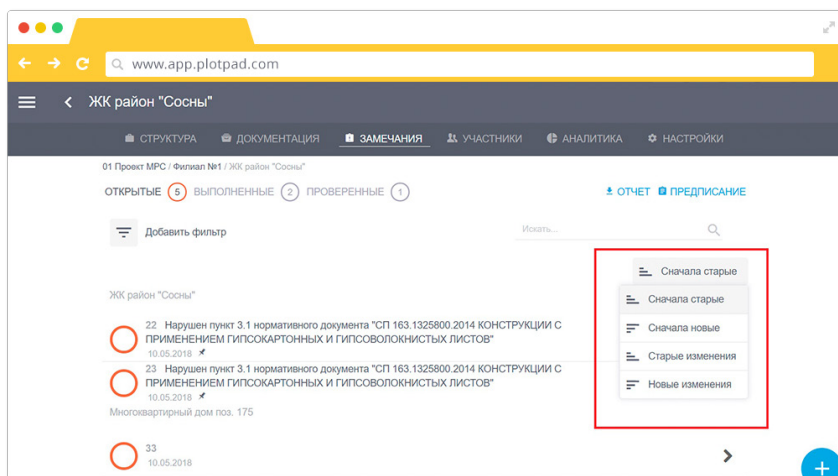 www.app.plotpad.com
ЖК район "Сосны"
СТРУКТУРА ДОКУМЕНТАЦИЯ ЗАМЕЧАНИЯ УЧАСТНИКИ АНАЛИТИКА НАСТРОЙКИ
01 Проект МРС / Филиал №1 / ЖК район "Сосны"
ОТКРЫТЫЕ 5 ВЫПОЛНЕННЫЕ 2 ПРОВЕРЕННЫЕ 1 ОТЧЕТ ПРЕДПИСАНИЕ
Добавить фильтр Искать...
Сначала старые
ЖК район "Сосны"
Сначала старые
Сначала новые
Старые изменения
Новые изменения
22 Нарушен пункт 3.1 нормативного документа "СП 163.1325800.2014 КОНСТРУКЦИИ С
ПРИМЕНЕНИЕМ ГИПСОКАРТОННЫХ И ГИПСОВОЛОКНИСТЫХ ЛИСТОВ"
10.05.2018
23 Нарушен пункт 3.1 нормативного документа "СП 163.1325800.2014 КОНСТРУКЦИИ С
ПРИМЕНЕНИЕМ ГИПСОКАРТОННЫХ И ГИПСОВОЛОКНИСТЫХ ЛИСТОВ"
10.05.2018
Многоквартирный дом поз. 175
33
10.05.2018